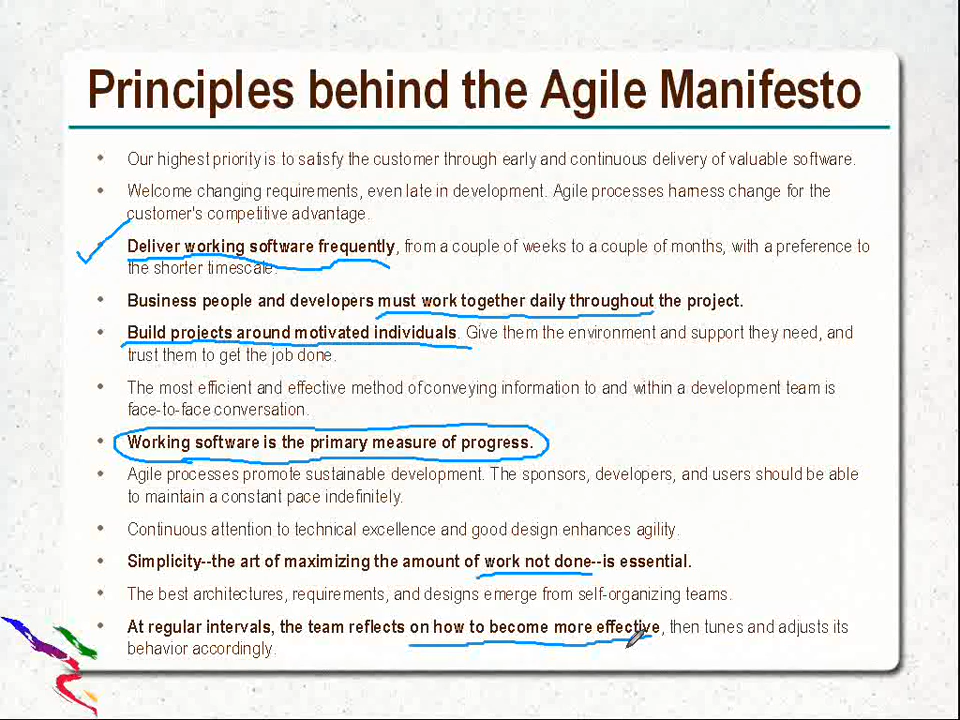 Principles behind the Agile Manifesto
• Our highest priority is to satisfy the customer through early and continuous delivery of valuable software.
• Welcome changing requirements, even late in development. Agile processes harness change for the
customer's competitive advantage.
Deliver working software frequently, from a couple of weeks to a couple of months, with a preference to
the shorter timescale.
• Business people and developers must work together daily throughout the project.
• Build projects around motivated individuals. Give them the environment and support they need, and
trust them to get the job done.
• The most efficient and effective method of conveying information to and within a development team is
face-to-face conversation.
• Working software is the primary measure of progress.
• Agile processes promote sustainable development. The sponsors, developers, and users should be able
to maintain a constant pace indefinitely.
• Continuous attention to technical excellence and good design enhances agility.
• Simplicity--the art of maximizing the amount of work not done--is essential.
• The best architectures, requirements, and designs emerge from self-organizing teams.
• At regular intervals, the team reflects on how to become more effective, then tunes and adjusts its
behavior accordingly.